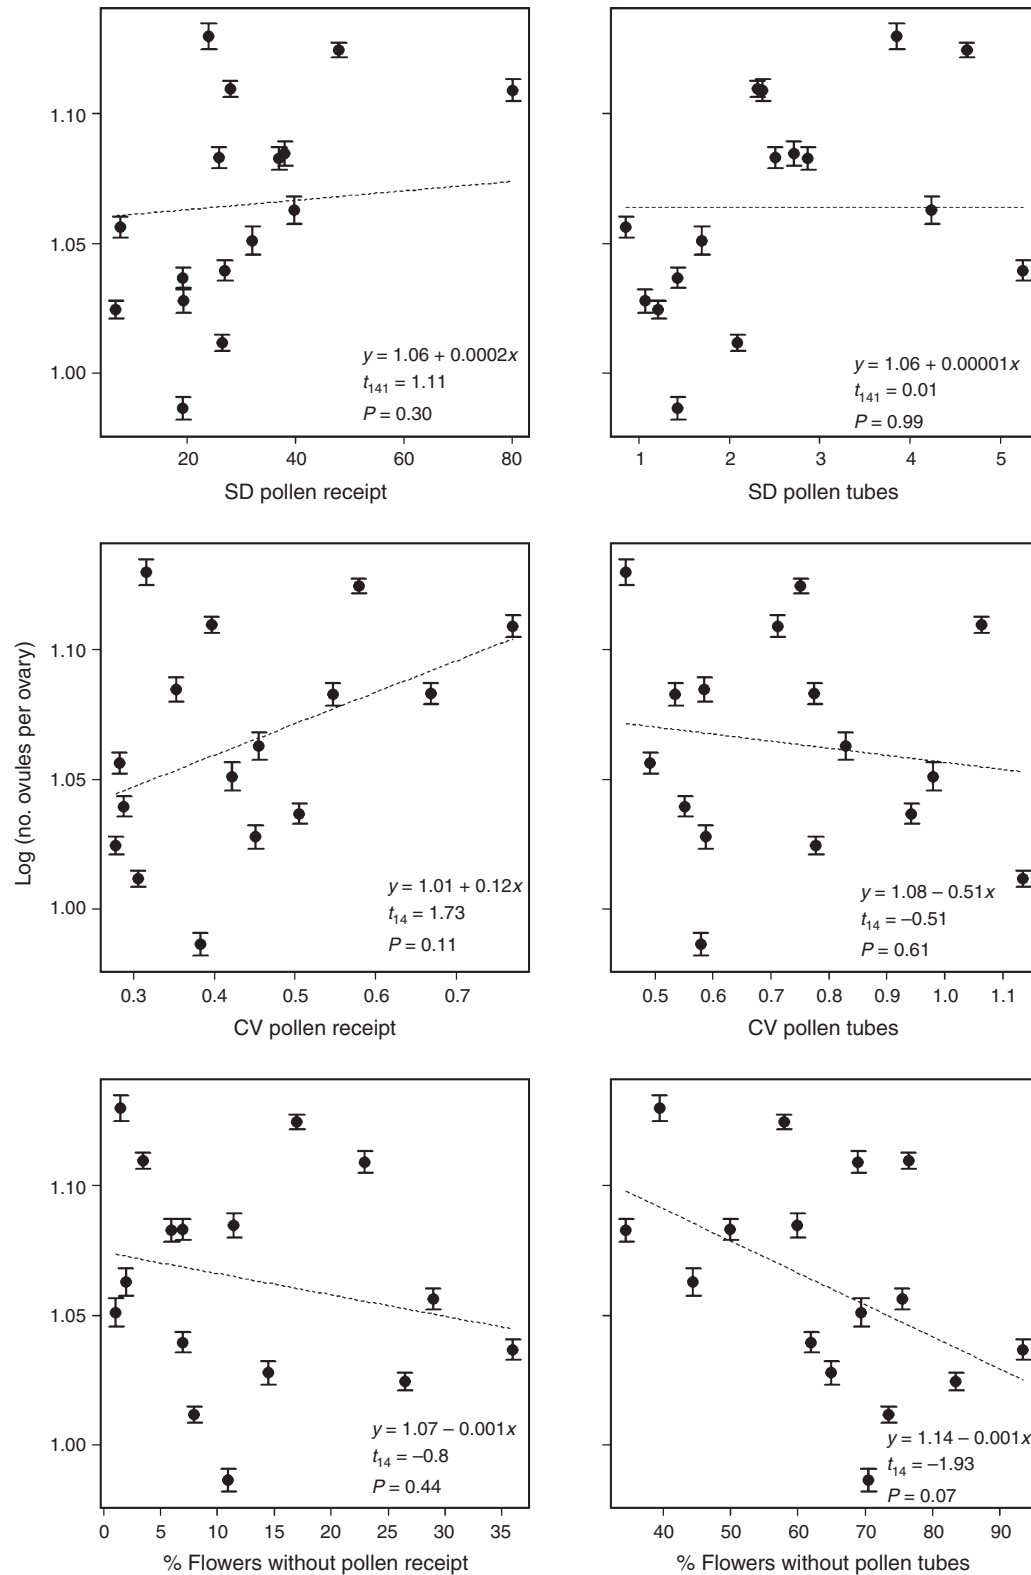 1.10
1.05
1.00
y = 1.06 + 0.0002x
t141 = 1.11
P = 0.30
20 40 60 80
SD pollen receipt
y = 1.06 + 0.00001x
t141 = 0.01
P = 0.99
1 2 3 4 5
SD pollen tubes
Log (no. ovules per ovary)
1.10
1.05
1.00
y = 1.01 + 0.12x
t14 = 1.73
P = 0.11
0.3 0.4 0.5 0.6 0.7
CV pollen receipt
y = 1.08 – 0.51x
t14 = –0.51
P = 0.61
0.5 0.6 0.7 0.8 0.9 1.0 1.1
CV pollen tubes
1.10
1.05
1.00
y = 1.07 – 0.001x
t14 = –0.8
P = 0.44
0 5 10 15 20 25 30 35
% Flowers without pollen receipt
y = 1.14 – 0.001x
t14 = –1.93
P = 0.07
40 50 60 70 80 90
% Flowers without pollen tubes